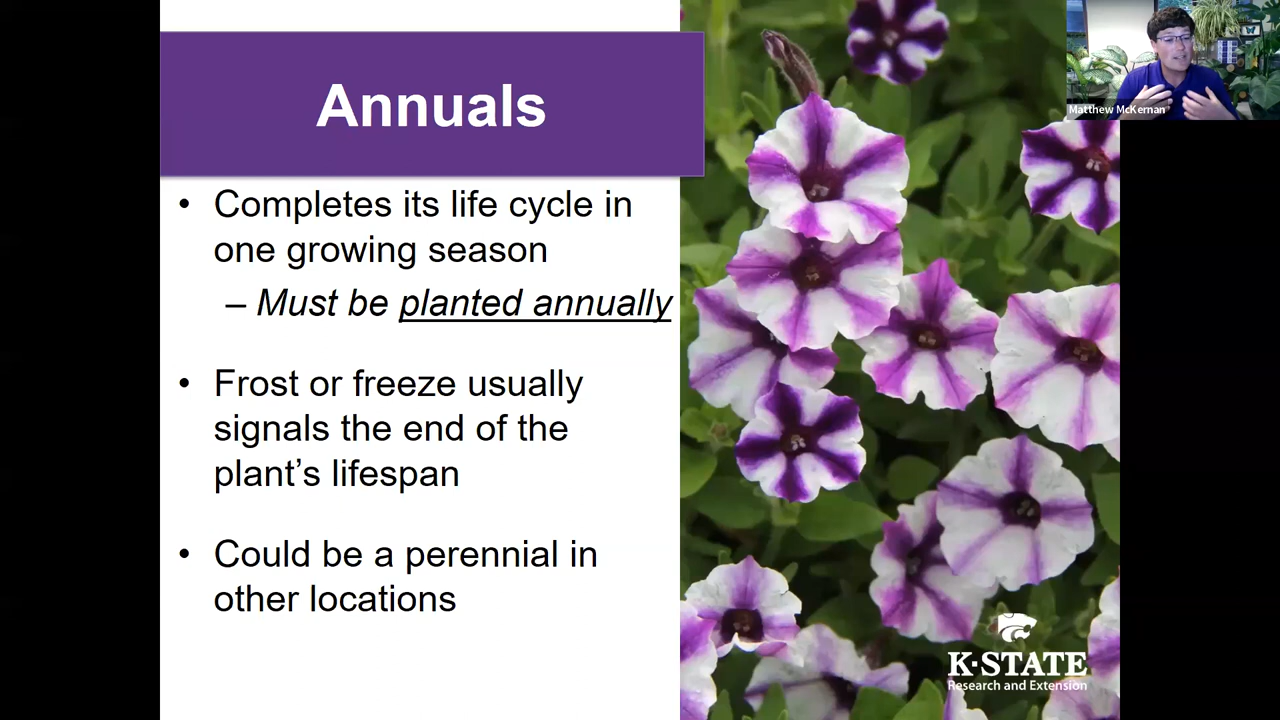 Annuals
Matthew McKernan
• Completes its life cycle in
one growing season
– Must be planted annually
• Frost or freeze usually
signals the end of the
plant’s lifespan
• Could be a perennial in
other locations
K-STATE
Research and Extension